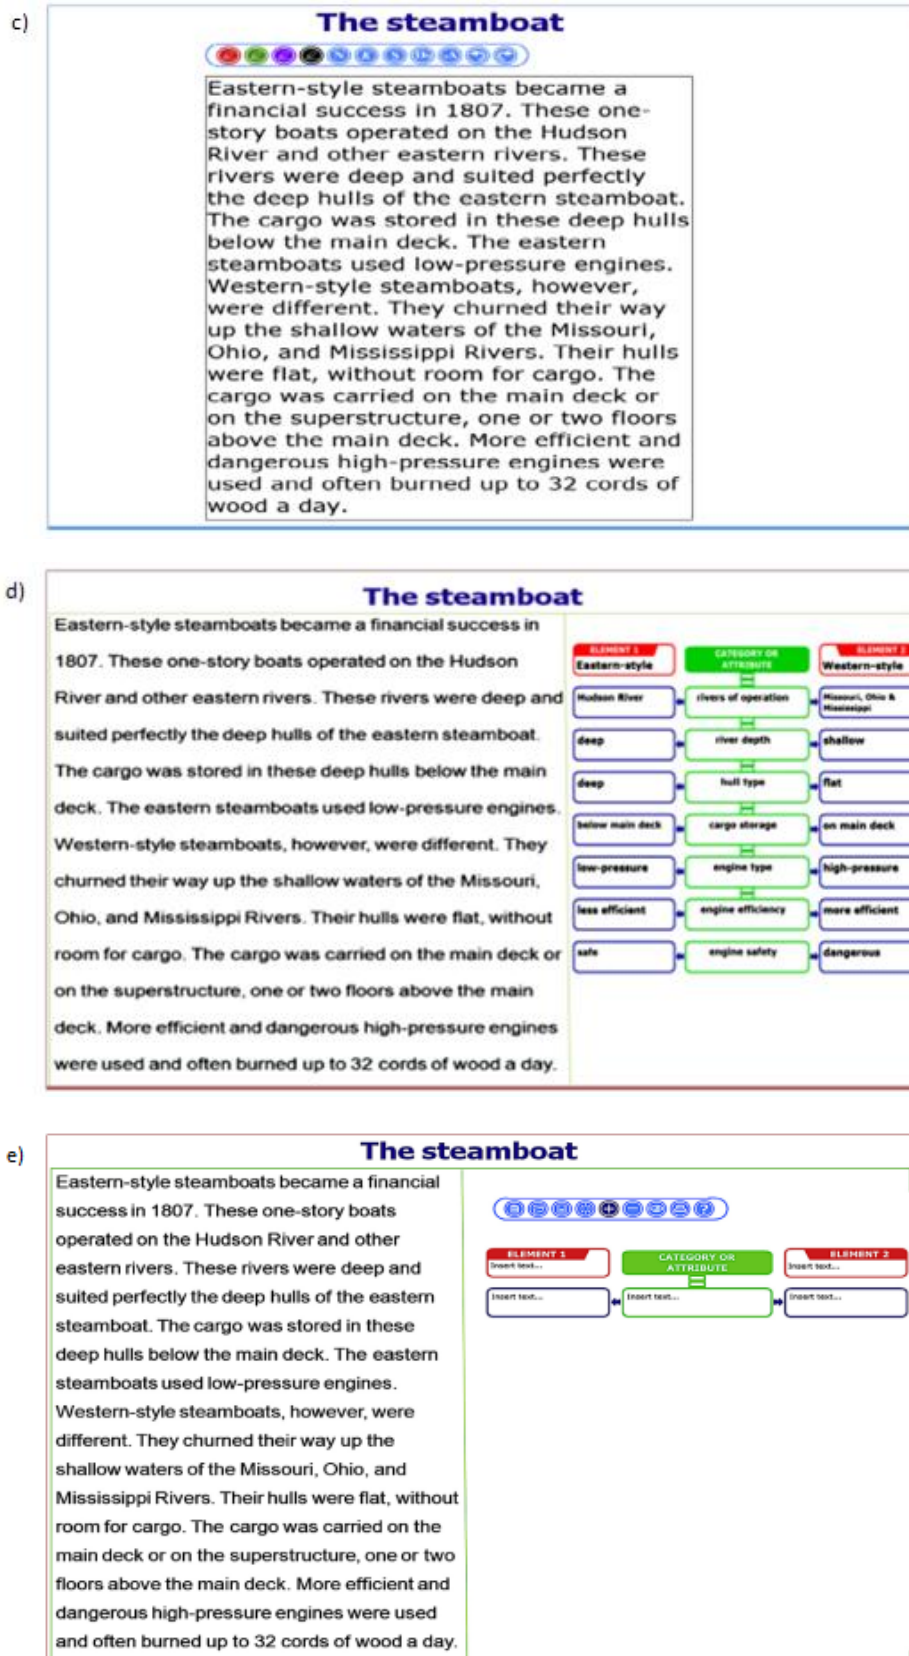 c)
The steamboat
Eastern-style steamboats became a
financial success in 1807. These one-
story boats operated on the Hudson
River and other eastern rivers. These
rivers were deep and suited perfectly
the deep hulls of the eastern steamboat.
The cargo was stored in these deep hulls
below the main deck. The eastern
steamboats used low-pressure engines.
Western-style steamboats, however,
were different. They churned their way
up the shallow waters of the Missouri,
Ohio, and Mississippi Rivers. Their hulls
were flat, without room for cargo. The
cargo was carried on the main deck or
on the superstructure, one or two floors
above the main deck. More efficient and
dangerous high-pressure engines were
used and often burned up to 32 cords of
wood a day.
d)
The steamboat
Eastern-style steamboats became a financial success in
1807. These one-story boats operated on the Hudson
River and other eastern rivers. These rivers were deep and
suited perfectly the deep hulls of the eastern steamboat.
The cargo was stored in these deep hulls below the main
deck. The eastern steamboats used low-pressure engines.
Western-style steamboats, however, were different. They
churned their way up the shallow waters of the Missouri,
Ohio, and Mississippi Rivers. Their hulls were flat, without
room for cargo. The cargo was carried on the main deck or
on the superstructure, one or two floors above the main
deck. More efficient and dangerous high-pressure engines
were used and often burned up to 32 cords of wood a day.
ELEMENT 1
Eastern-style
CATEGORY OR
ATTRIBUTE
ELEMENT 2
Western-style
Hudson River
rivers of operation
Missouri, Ohio &
Mississippi
deep
river depth
shallow
deep
hull type
flat
below main deck
cargo storage
on main deck
low-pressure
engine type
high-pressure
less efficient
engine efficiency
more efficient
safe
engine safety
dangerous
e)
The steamboat
Eastern-style steamboats became a financial
success in 1807. These one-story boats
operated on the Hudson River and other
eastern rivers. These rivers were deep and
suited perfectly the deep hulls of the eastern
steamboat. The cargo was stored in these
deep hulls below the main deck. The eastern
steamboats used low-pressure engines.
Western-style steamboats, however, were
different. They churned their way up the
shallow waters of the Missouri, Ohio, and
Mississippi Rivers. Their hulls were flat, without
room for cargo. The cargo was carried on the
main deck or on the superstructure, one or two
floors above the main deck. More efficient and
dangerous high-pressure engines were used
and often burned up to 32 cords of wood a day.
ELEMENT 1
Insert text...
CATEGORY OR
ATTRIBUTE
ELEMENT 2
Insert text...
Insert text...
Insert text...
Insert text...